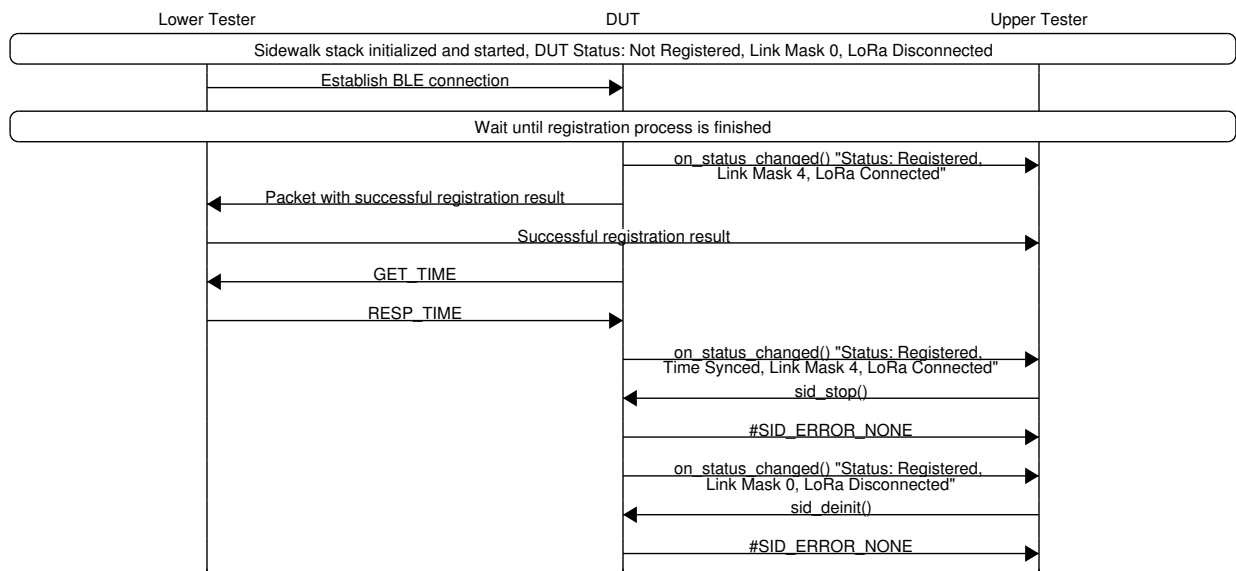 Lower Tester DUT Upper Tester
Sidewalk stack initialized and started, DUT Status: Not Registered, Link Mask 0, LoRa Disconnected
Establish BLE connection
Wait until registration process is finished
on_status_changed() "Status: Registered,
Link Mask 4, LoRa Connected"
Packet with successful registration result
Successful registration result
GET_TIME
RESP_TIME
on_status_changed() "Status: Registered,
Time Synced, Link Mask 4, LoRa Connected"
sid_stop()
#SID_ERROR_NONE
on_status_changed() "Status: Registered,
Link Mask 0, LoRa Disconnected"
sid_deinit()
#SID_ERROR_NONE